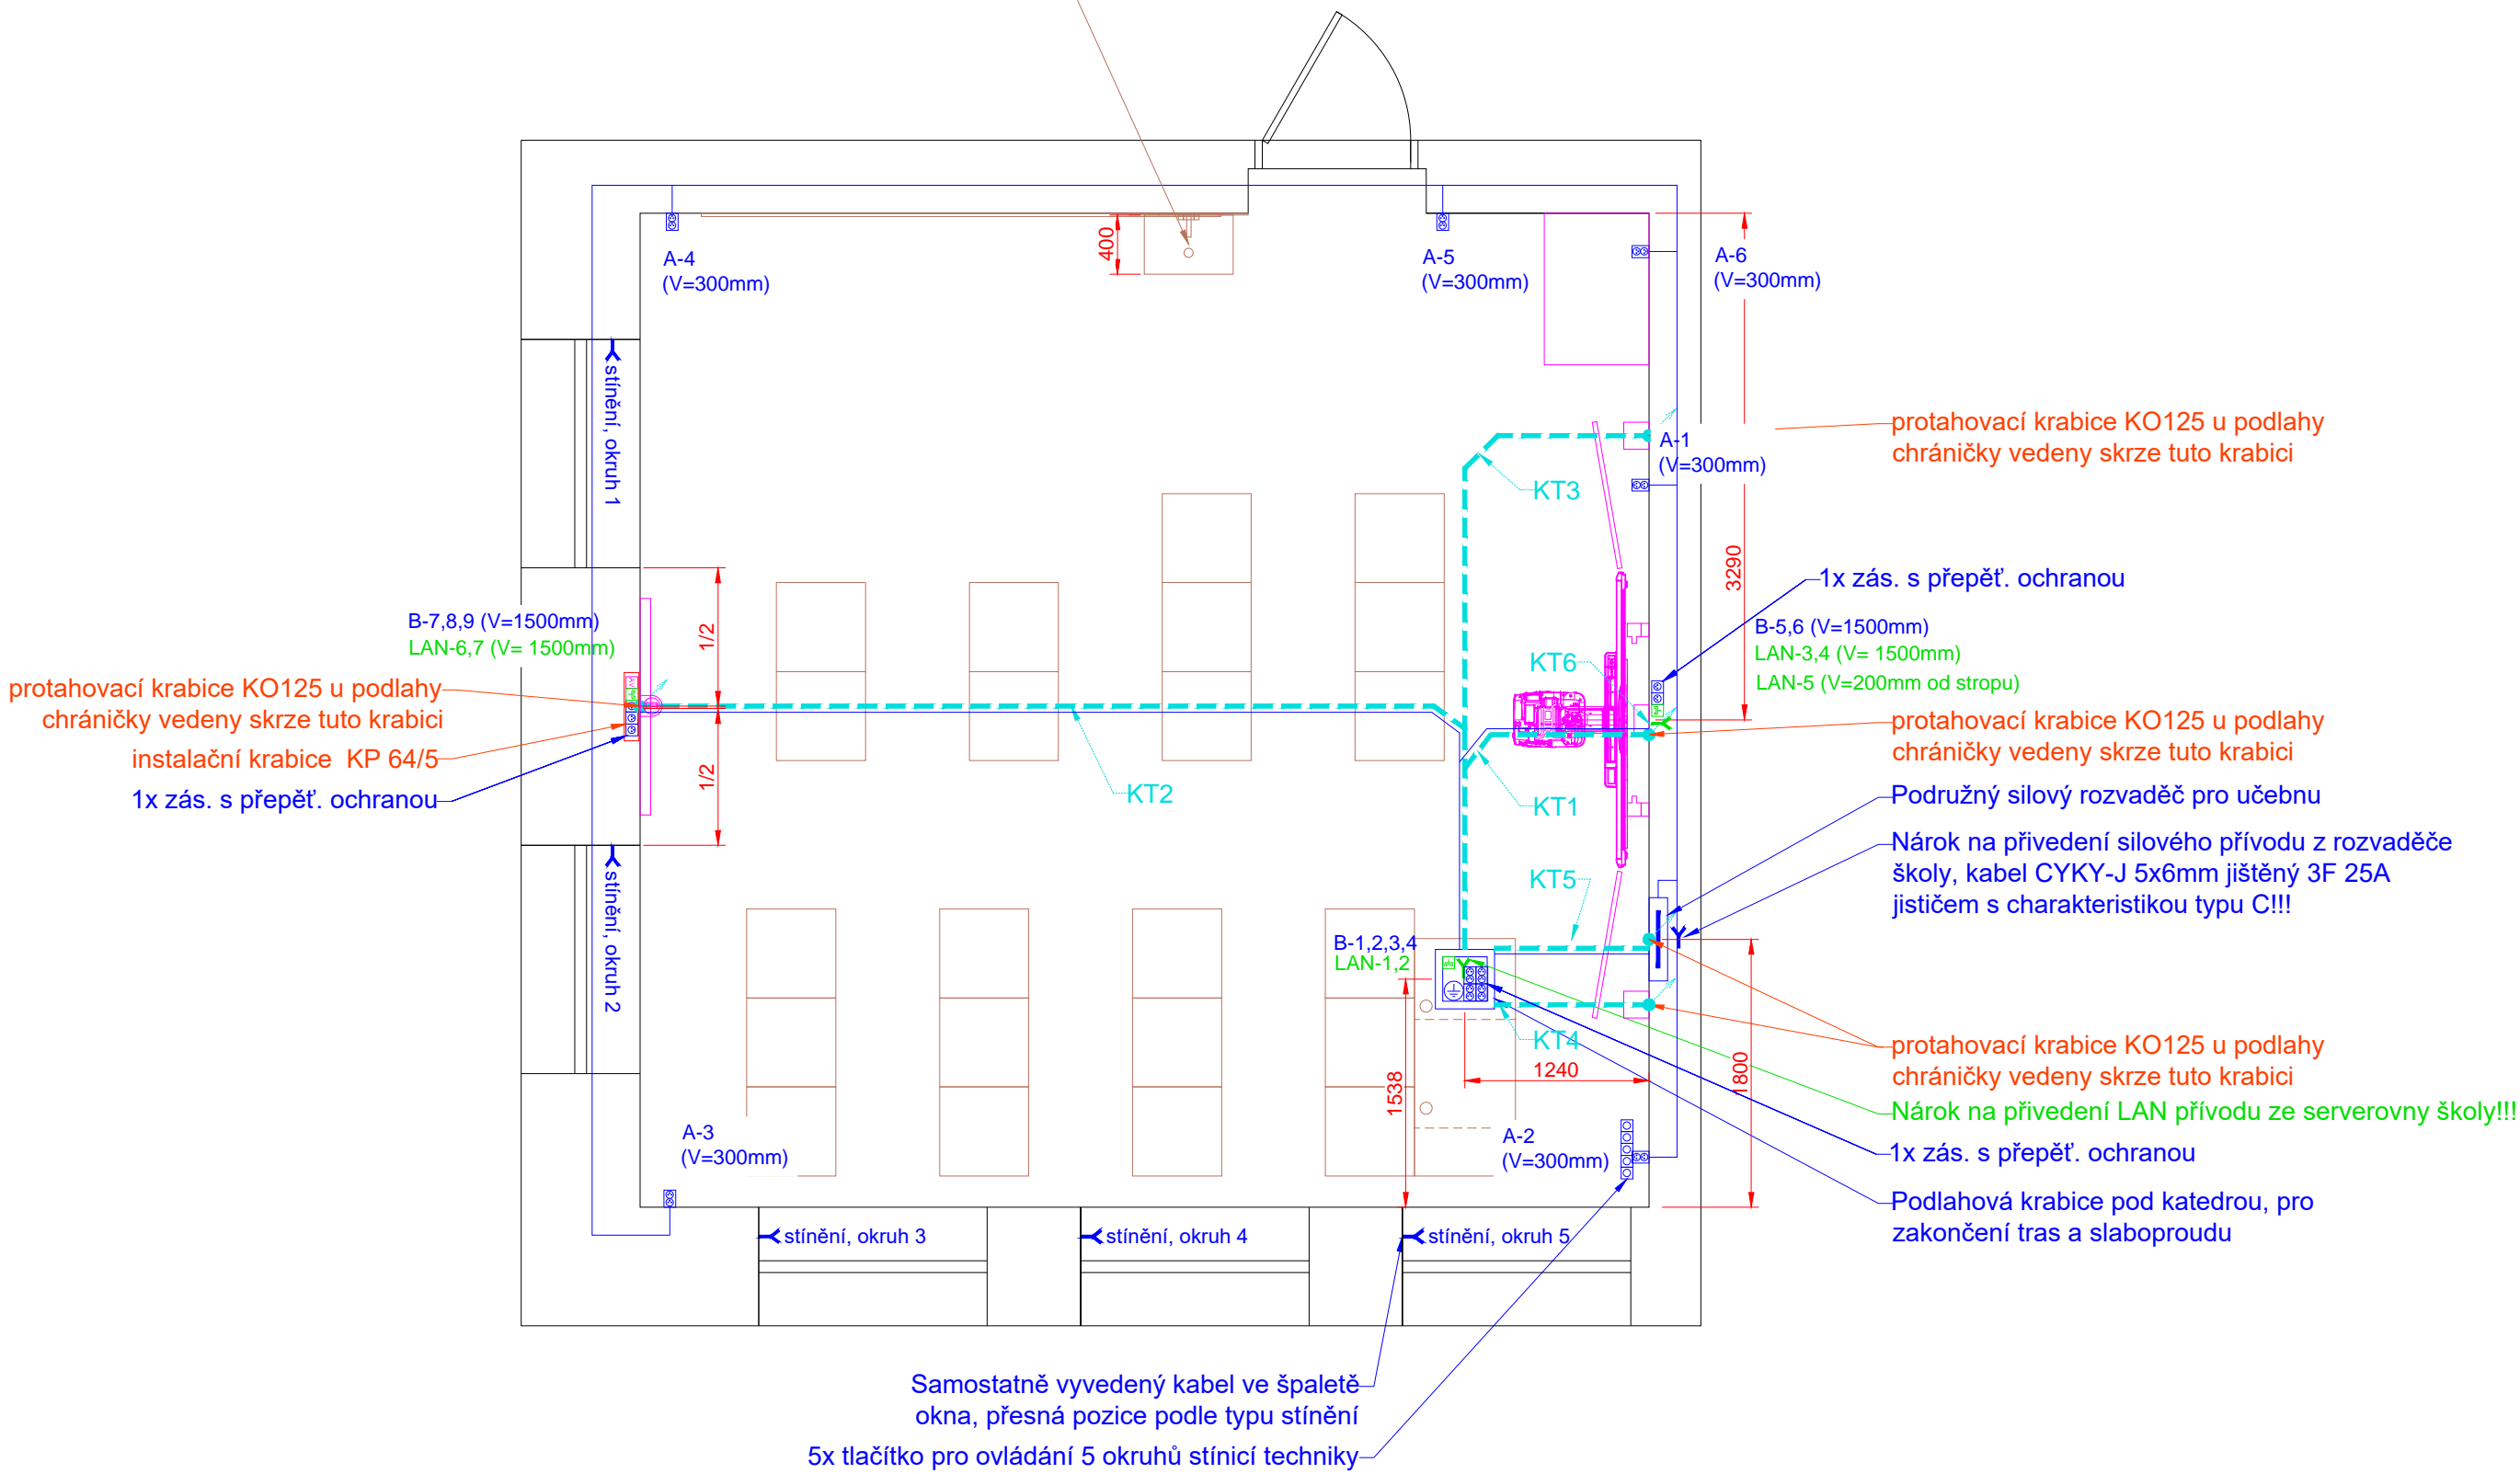 A-4
(V=300mm)
400
A-5
(V=300mm)
A-6
(V=300mm)
stínění, okruh 1
A-1
(V=300mm)
protahovací krabice KO125 u podlahy
chráničky vedeny skrze tuto krabici
KT3
3290
1x zás. s přepěť. ochranou
B-7,8,9 (V=1500mm)
LAN-6,7 (V= 1500mm)
1/2
B-5,6 (V=1500mm)
LAN-3,4 (V= 1500mm)
LAN-5 (V=200mm od stropu)
KT6
protahovací krabice KO125 u podlahy
chráničky vedeny skrze tuto krabici
instalační krabice KP 64/5
1x zás. s přepěť. ochranou
1/2
KT2
KT1
protahovací krabice KO125 u podlahy
chráničky vedeny skrze tuto krabici
Podružný silový rozvaděč pro učebnu
Nárok na přivedení silového přívodu z rozvaděče
školy, kabel CYKY-J 5x6mm jištěný 3F 25A
jističem s charakteristikou typu C!!!
stínění, okruh 2
KT5
B-1,2,3,4
LAN-1,2
KT4
1240
1538
1800
protahovací krabice KO125 u podlahy
chráničky vedeny skrze tuto krabici
Nárok na přivedení LAN přívodu ze serverovny školy!!!
1x zás. s přepěť. ochranou
Podlahová krabice pod katedrou, pro
zakončení tras a slaboproudu
A-3
(V=300mm)
A-2
(V=300mm)
stínění, okruh 3
stínění, okruh 4
stínění, okruh 5
Samostatně vyvedený kabel ve špaletě
okna, přesná pozice podle typu stínění
5x tlačítko pro ovládání 5 okruhů stínicí techniky